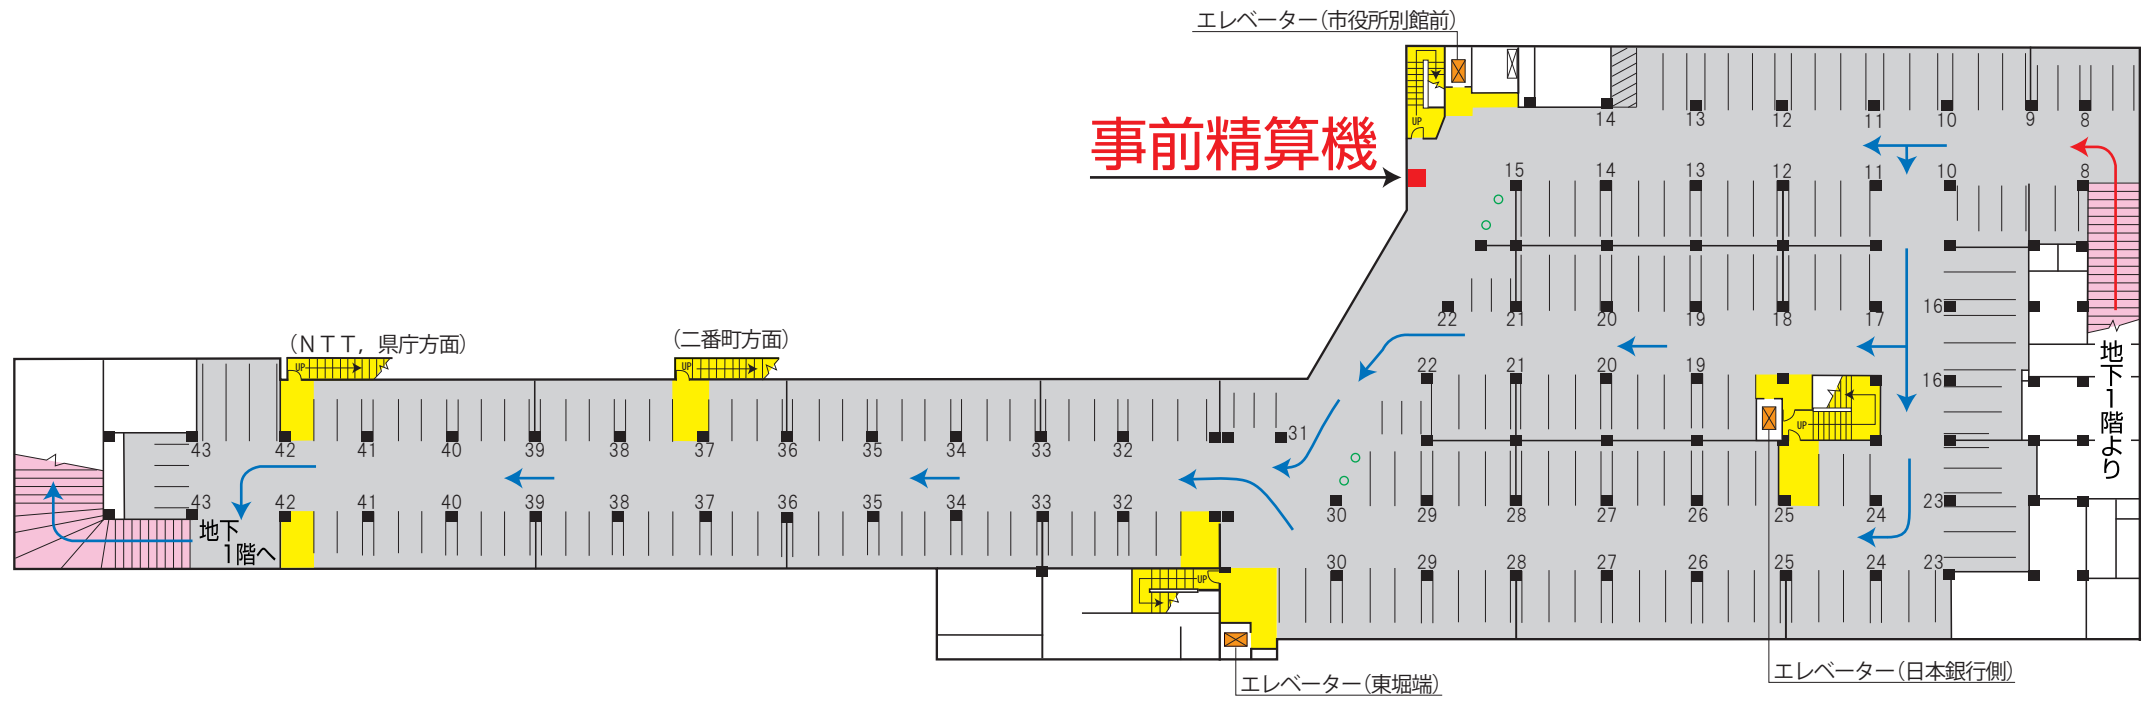 エレベーター（市役所別館前）
UP
14 13 12 11 10 9 8
事前精算機
15 14 13 12 11 10 8
22 21 20 19 18 17 16
（NTT，県庁方面）
（二番町方面）
UP
UP
22 21 20 19 16
地下1階より
UP
43 42 41 40 39 38 37 36 35 34 33 32 31
43 42 41 40 39 38 37 36 35 34 33 32 30 29 28 27 26 25 24 23
地下
1階へ
30 29 28 27 26 25 24 23
UP
エレベーター（東堀端）
エレベーター（日本銀行側）